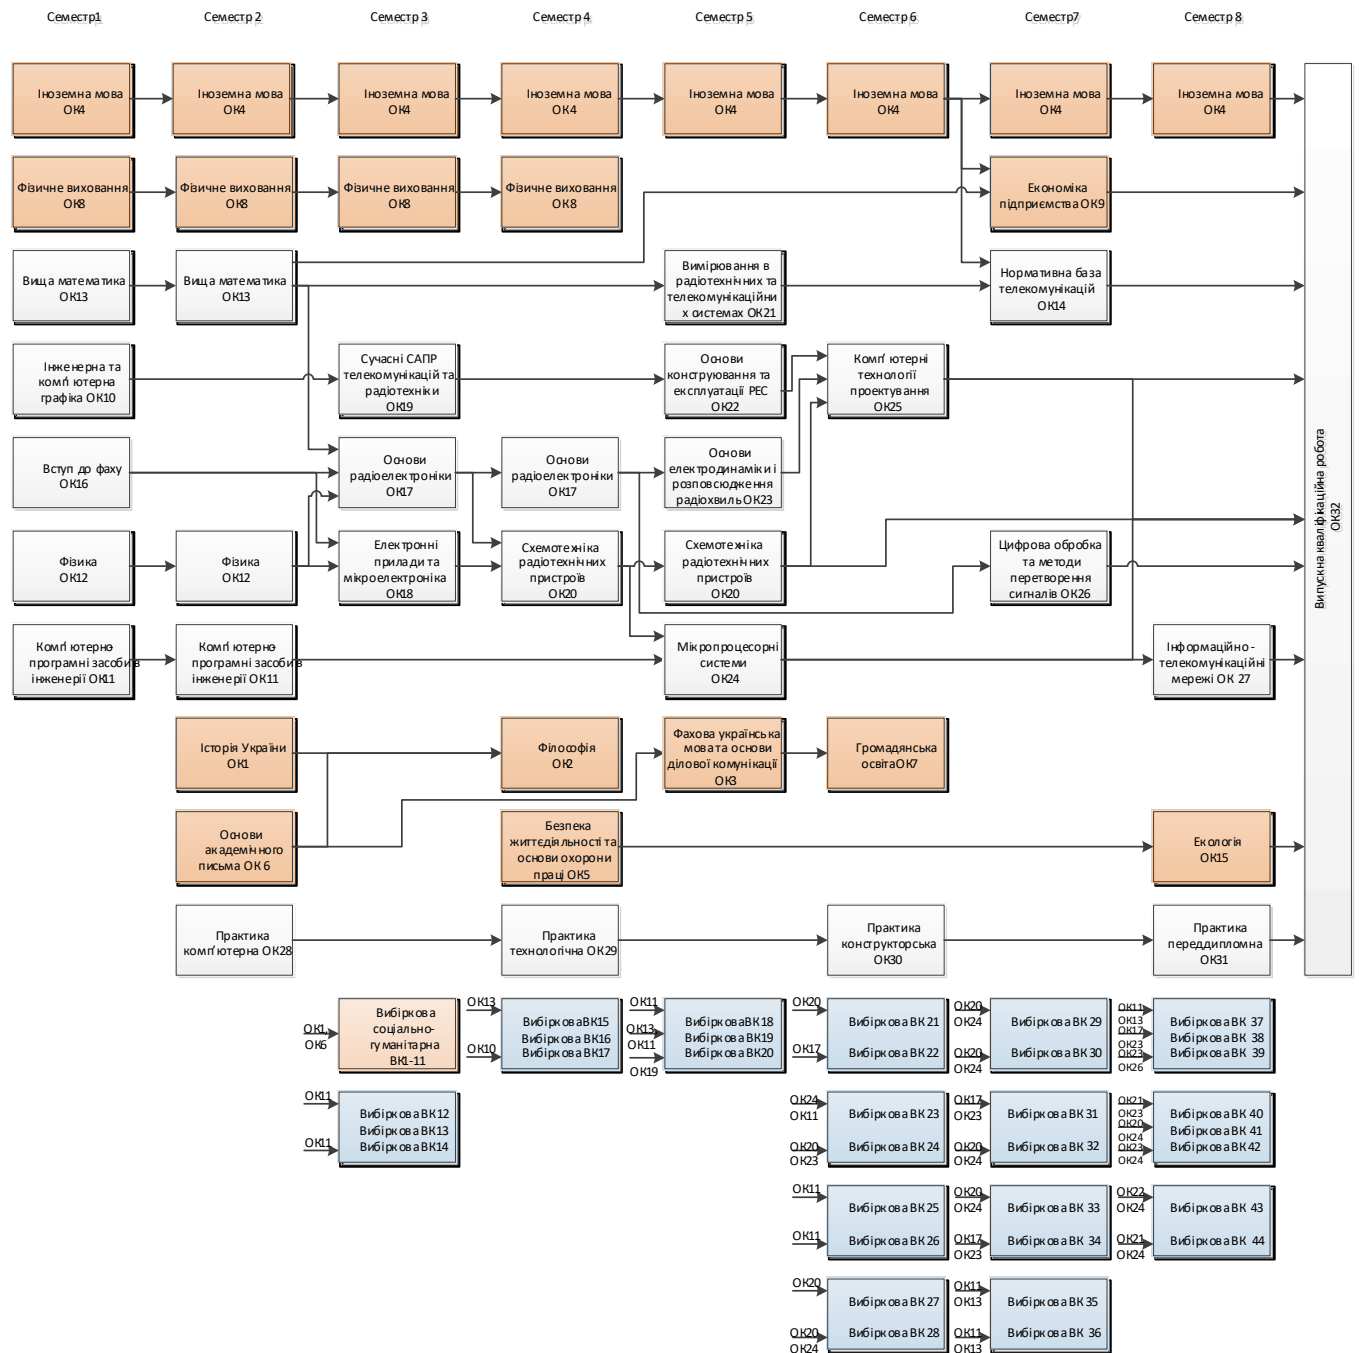 Семестр1
Семестр 2
Семестр 3
Семестр 4
Семестр 5
Семестр 6
Семестр7
Семестр 8
Іноземна мова
ОК4
Іноземна мова
ОК4
Іноземна мова
ОК4
Іноземна мова
ОК4
Іноземна мова
ОК4
Іноземна мова
ОК4
Іноземна мова
ОК4
Іноземна мова
ОК4
Фізичне виховання
ОК8
Фізичне виховання
ОК8
Фізичне виховання
ОК8
Фізичне виховання
ОК8
Економіка
підприємства ОК9
Вища математика
ОК13
Вища математика
ОК13
Вимірювання в
радіотехнічних та
телекомунікаційни
х системах ОК21
Нормативна база
телекомунікацій
ОК14
Інженерна та
комп'ютерна
графіка ОК10
Сучасні САПР
телекомунікацій та
радіотехніки
ОК19
Основи
конструювання та
експлуатації РЕС
ОК22
Комп'ютерні
технології
проектування
ОК25
Вступ до фаху
ОК16
Основи
радіоелектроніки
ОК17
Основи
радіоелектроніки
ОК17
Основи
електродинаміки і
розповсюдження
радіохвиль ОК23
Фізика
ОК12
Фізика
ОК12
Електронні
прилади та
мікроелектроніка
ОК18
Схемотехніка
радіотехнічних
пристроїв
ОК20
Схемотехніка
радіотехнічних
пристроїв
ОК20
Цифрова обробка
та методи
перетворення
сигналів ОК26
Комп'ютерно-
програмні засоби в
інженерії ОК11
Комп'ютерно-
програмні засоби в
інженерії ОК11
Мікропроцесорні
системи
ОК24
Інформаційно-
телекомунікаційні
мережі ОК 27
Випускна кваліфікаційна робота
ОК32
Історія України
ОК1
Філософія
ОК2
Фахова українська
мова та основи
ділової комунікації
ОК3
Громадянська
освітаОК7
Основи
академічного
письма ОК 6
Безпека
життєдіяльності та
основи охорони
праці ОК5
Екологія
ОК15
Практика
комп'ютерна ОК28
Практика
технологічна ОК29
Практика
конструкторська
ОК30
Практика
переддипломна
ОК31
ОК1,
ОК6
Вибіркова
соціально-
гуманітарна
ВК1-11
ОК13
ОК10
Вибіркова ВК15
Вибіркова ВК16
Вибіркова ВК17
ОК11
ОК13
ОК11
ОК19
Вибіркова ВК18
Вибіркова ВК19
Вибіркова ВК20
ОК20
ОК17
Вибіркова ВК 21
Вибіркова ВК 22
ОК20
ОК24
ОК20
ОК24
Вибіркова ВК 29
Вибіркова ВК 30
ОК11
ОК13
ОК17
ОК23
ОК23
ОК26
Вибіркова ВК 37
Вибіркова ВК 38
Вибіркова ВК 39
ОК11
ОК11
Вибіркова ВК12
Вибіркова ВК13
Вибіркова ВК14
ОК24
ОК11
ОК20
ОК23
Вибіркова ВК 23
Вибіркова ВК 24
ОК17
ОК23
ОК20
ОК24
Вибіркова ВК 31
Вибіркова ВК 32
ОК21
ОК23
ОК20
ОК24
ОК23
ОК24
Вибіркова ВК 40
Вибіркова ВК 41
Вибіркова ВК 42
ОК11
ОК11
Вибіркова ВК 25
Вибіркова ВК 26
ОК20
ОК24
ОК17
ОК23
Вибіркова ВК 33
Вибіркова ВК 34
ОК22
ОК24
ОК21
ОК24
Вибіркова ВК 43
Вибіркова ВК 44
ОК20
ОК20
ОК24
Вибіркова ВК 27
Вибіркова ВК 28
ОК11
ОК13
ОК11
ОК13
Вибіркова ВК 35
Вибіркова ВК 36